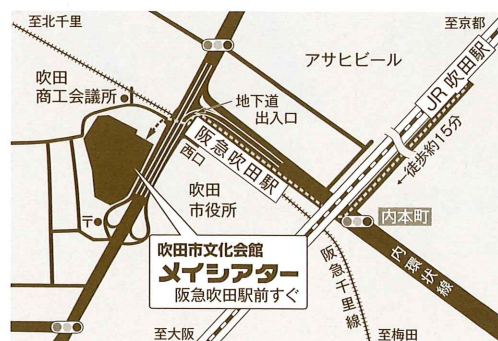 至北千里
至京都
アサヒビール
JR吹田駅
吹田
商工会議所
地下道
出入口
阪急吹田駅
西口
徒歩約15分
吹田
市役所
内本町
〒
吹田市文化会館
メイシアター
阪急吹田駅前すぐ
阪急千里線
内環状線
至大阪
至梅田